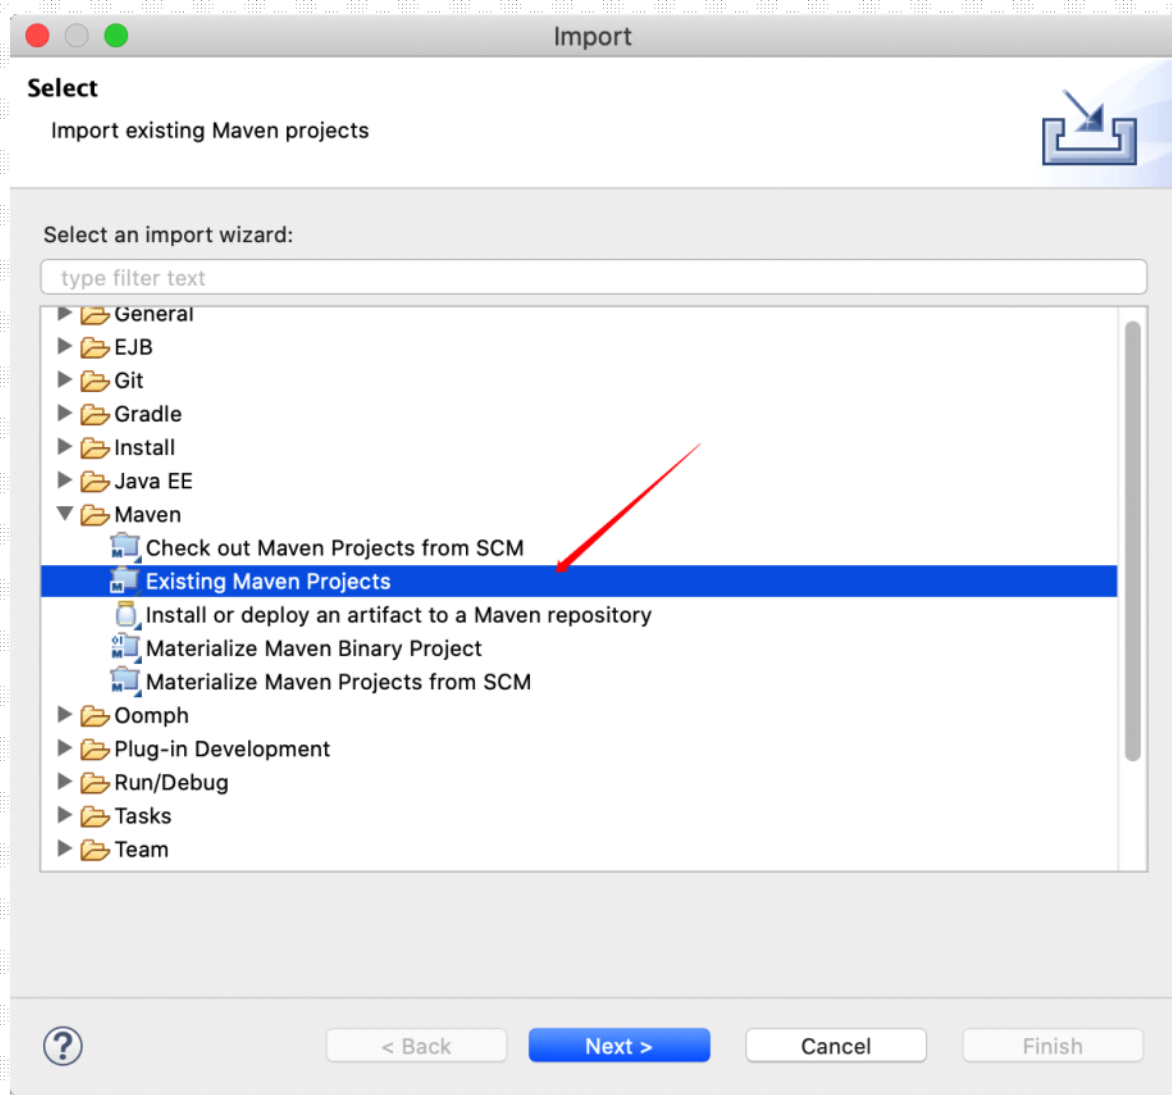 Import
Select
Import existing Maven projects
Select an import wizard:
type filter text
General
EJB
Git
Gradle
Install
Java EE
Maven
Check out Maven Projects from SCM
Existing Maven Projects
Install or deploy an artifact to a Maven repository
Materialize Maven Binary Project
Materialize Maven Projects from SCM
Oomph
Plug-in Development
Run/Debug
Tasks
Team
? < Back Next > Cancel Finish